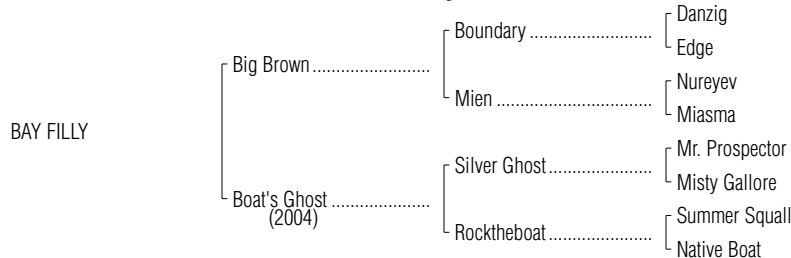 Danzig
Boundary ............................
Edge
Big Brown ...........................
Nureyev
Mien ...................................
Miasma
BAY FILLY
Mr. Prospector
Silver Ghost ........................
Misty Gallore
Boat's Ghost .......................
(2004)
Summer Squall
Rocktheboat ........................
Native Boat